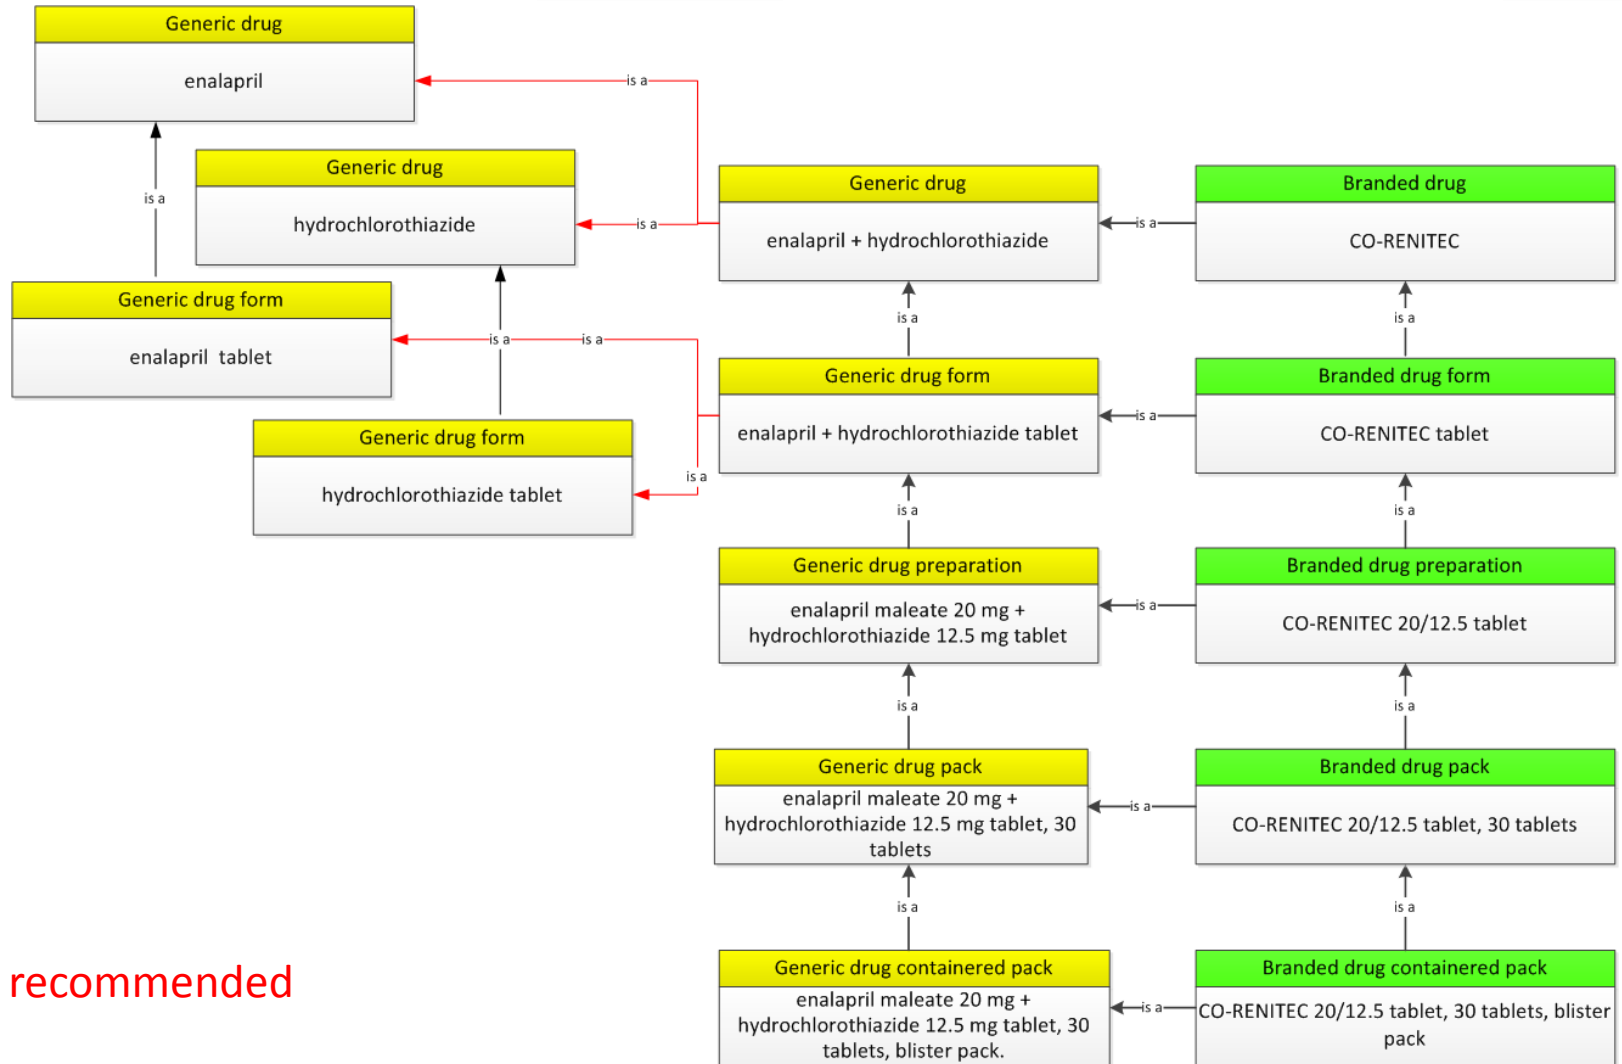 Generic drug
enalapril
is a
is a
Generic drug
hydrochlorothiazide
is a
Generic drug
enalapril + hydrochlorothiazide
is a
Branded drug
CO-RENITEC
Generic drug form
enalapril  tablet
is a
is a
is a
is a
Generic drug form
enalapril + hydrochlorothiazide tablet
is a
Branded drug form
CO-RENITEC tablet
Generic drug form
hydrochlorothiazide tablet
is a
is a
is a
Generic drug preparation
enalapril maleate 20 mg +
hydrochlorothiazide 12.5 mg tablet
is a
Branded drug preparation
CO-RENITEC 20/12.5 tablet
is a
is a
Generic drug pack
enalapril maleate 20 mg +
hydrochlorothiazide 12.5 mg tablet, 30
tablets
is a
Branded drug pack
CO-RENITEC 20/12.5 tablet, 30 tablets
is a
is a
recommended
Generic drug containered pack
enalapril maleate 20 mg +
hydrochlorothiazide 12.5 mg tablet, 30
tablets, blister pack.
is a
Branded drug containered pack
CO-RENITEC 20/12.5 tablet, 30 tablets, blister
pack